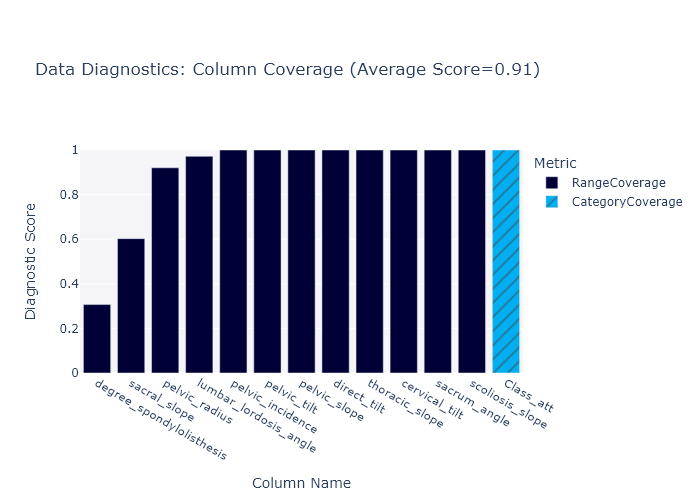 Data Diagnostics: Column Coverage (Average Score=0.91)
Metric
RangeCoverage
CategoryCoverage
Diagnostic Score
1
0.8
0.6
0.4
0.2
0
degree_spondylolisthesis
sacral_slope
pelvic_radius
lumbar_lordosis_angle
pelvic_incidence
pelvic_tilt
pelvic_slope
direct_tilt
thoracic_slope
cervical_tilt
sacrum_angle
scoliosis_slope
Class_att
Column Name